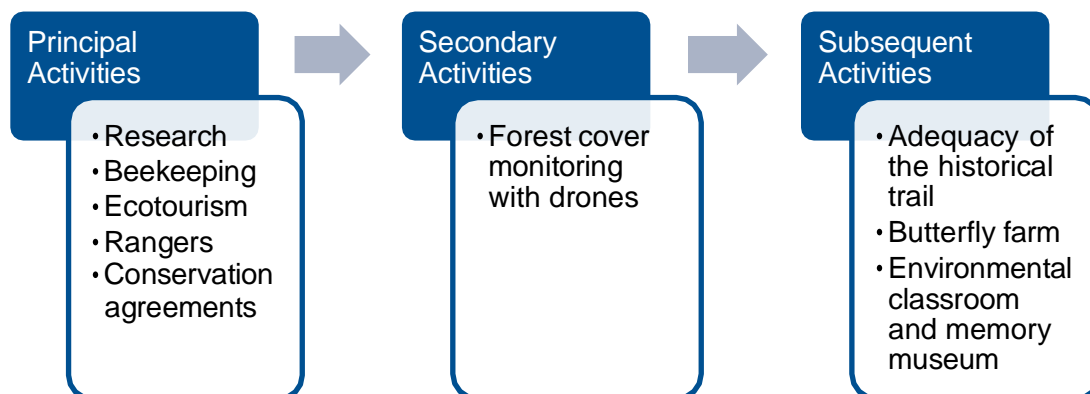 Principal
Activities
· Research
· Beekeeping
· Ecotourism
· Rangers
· Conservation
agreements
Secondary
Activities
· Forest cover
monitoring
with drones
Subsequent
Activities
· Adequacy of
the historical
trail
· Butterfly farm
· Environmental
classroom
and memory
museum